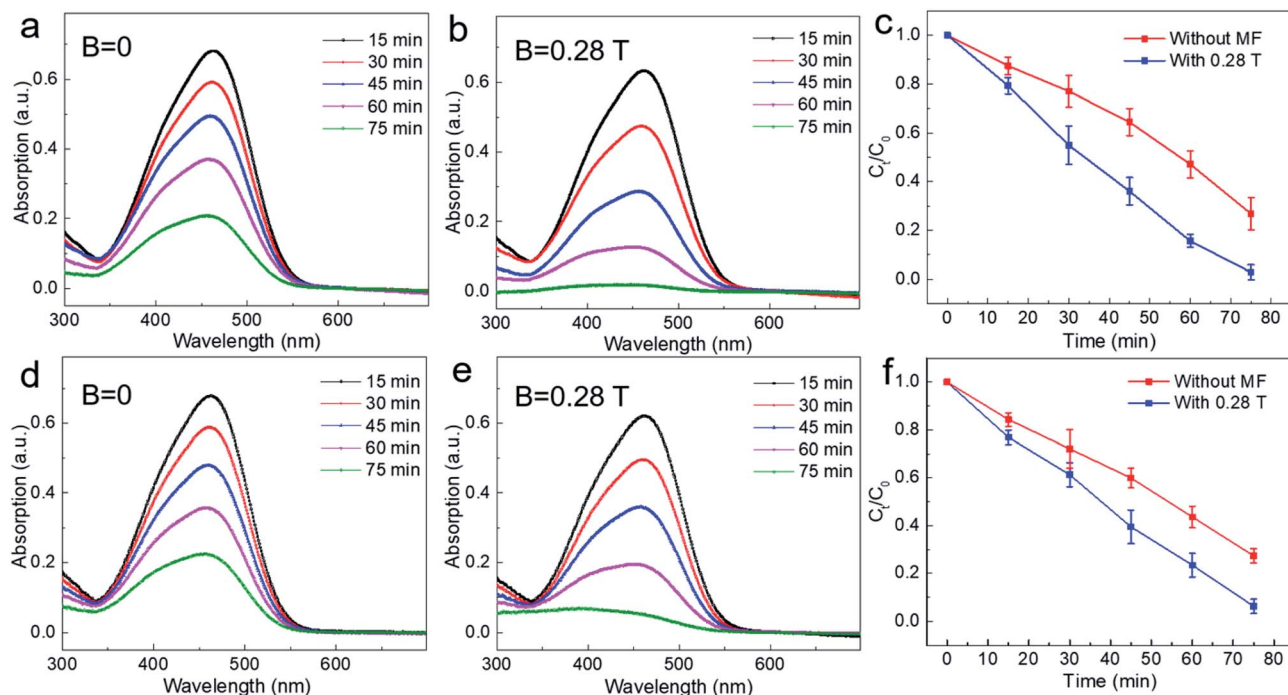 a
B=0
15 min
30 min
45 min
60 min
75 min
0.6
0.4
0.2
0.0
300 400 500 600
Absorption (a.u.)
Wavelength (nm)
b
B=0.28 T
15 min
30 min
45 min
60 min
75 min
0.6
0.4
0.2
0.0
300 400 500 600
Absorption (a.u.)
Wavelength (nm)
c
Without MF
With 0.28 T
1.0
0.8
0.6
0.4
0.2
0.0
0 10 20 30 40 50 60 70 80
Ct/C0
Time (min)
d
B=0
15 min
30 min
45 min
60 min
75 min
0.6
0.4
0.2
0.0
300 400 500 600
Absorption (a.u.)
Wavelength (nm)
e
B=0.28 T
15 min
30 min
45 min
60 min
75 min
0.6
0.4
0.2
0.0
300 400 500 600
Absorption (a.u.)
Wavelength (nm)
f
Without MF
With 0.28 T
1.0
0.8
0.6
0.4
0.2
0.0
0 10 20 30 40 50 60 70 80
Ct/C0
Time (min)